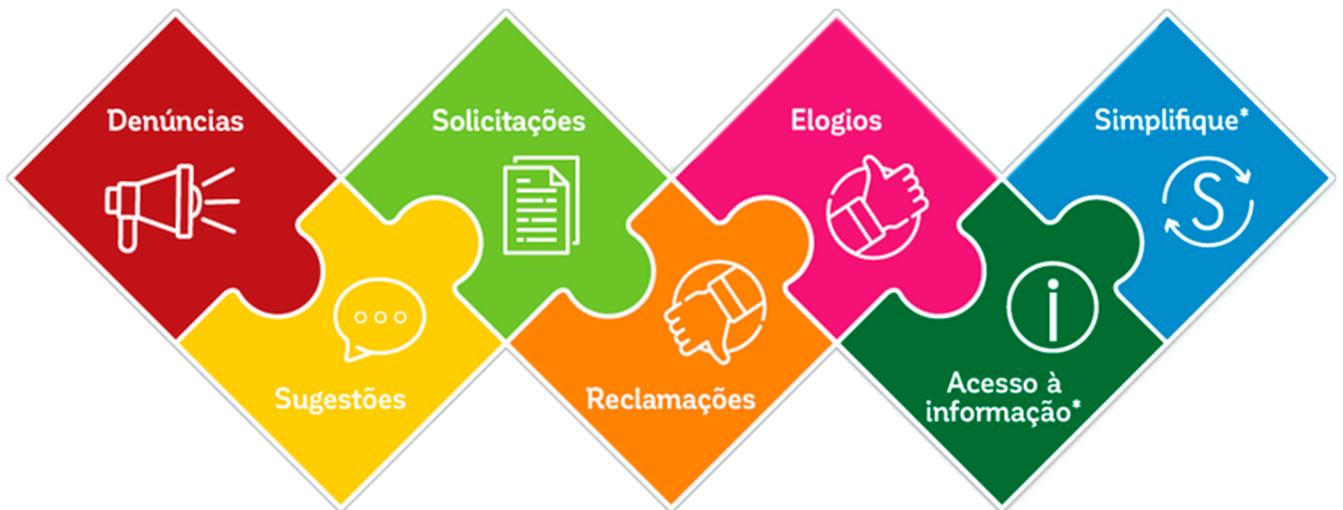 Denúncias
Solicitações
Elogios
Simplifique*
Sugestões
Reclamações
Acesso à
informação*